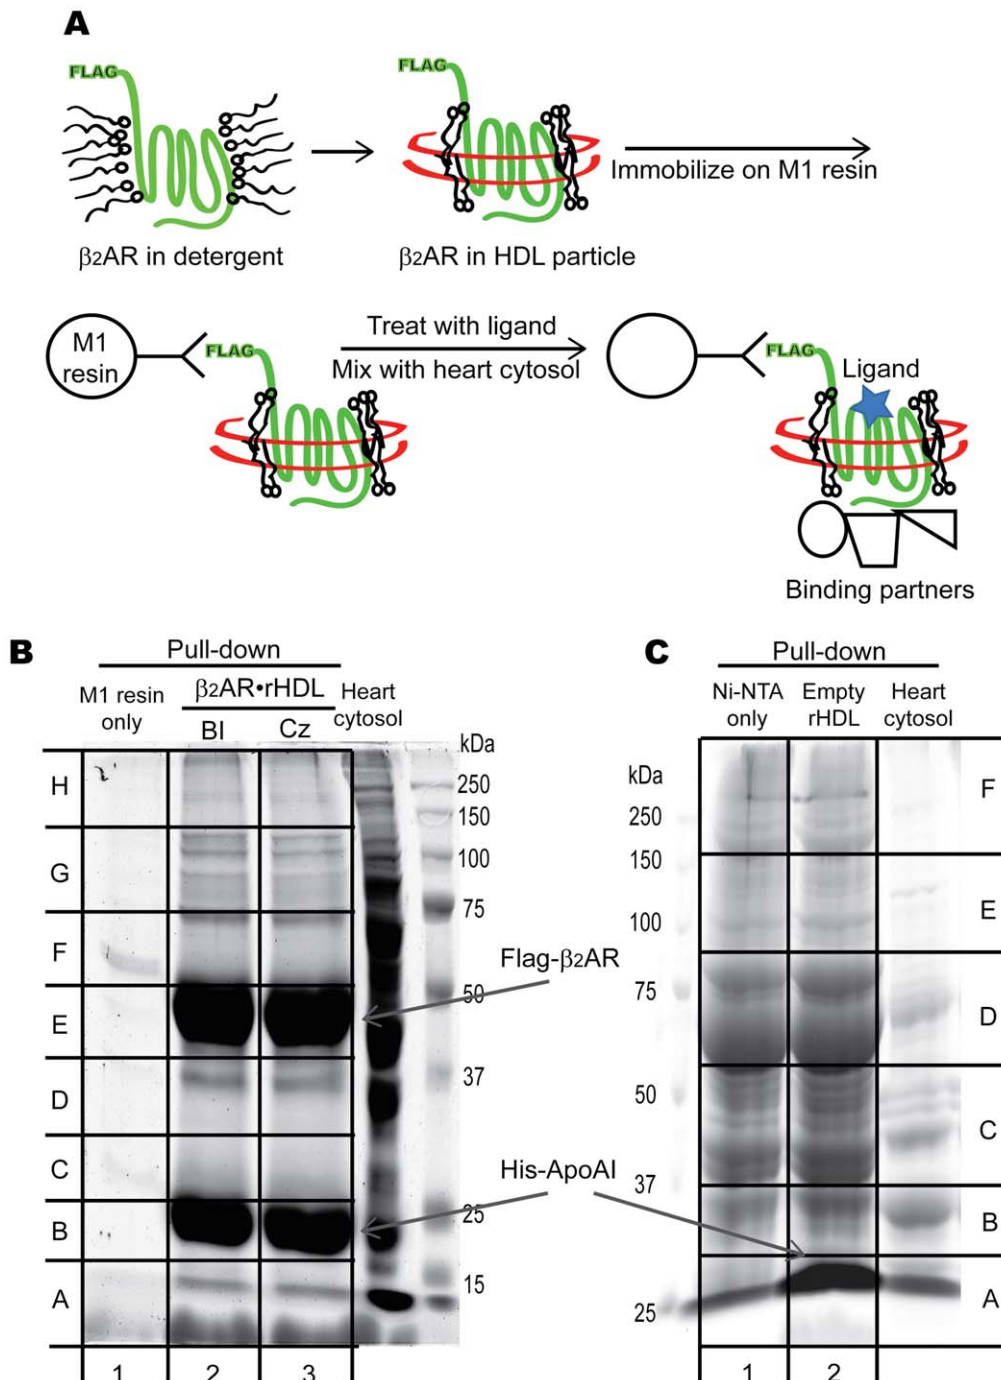 A
FLAG
FLAG
Immobilize on M1 resin
β2AR in detergent
β2AR in HDL particle
M1
resin
FLAG
Treat with ligand
Mix with heart cytosol
FLAG
Ligand
Binding partners
B
Pull-down
M1 resin
only
β2AR•rHDL
BI
Cz
Heart
cytosol
kDa
250
150
100
75
50
37
25
15
H
G
F
E
D
C
B
A
1
2
3
Flag-β2AR
His-ApoAI
C
Pull-down
Ni-NTA
only
Empty
rHDL
Heart
cytosol
kDa
250
150
100
75
50
37
25
F
E
D
C
B
A
1
2